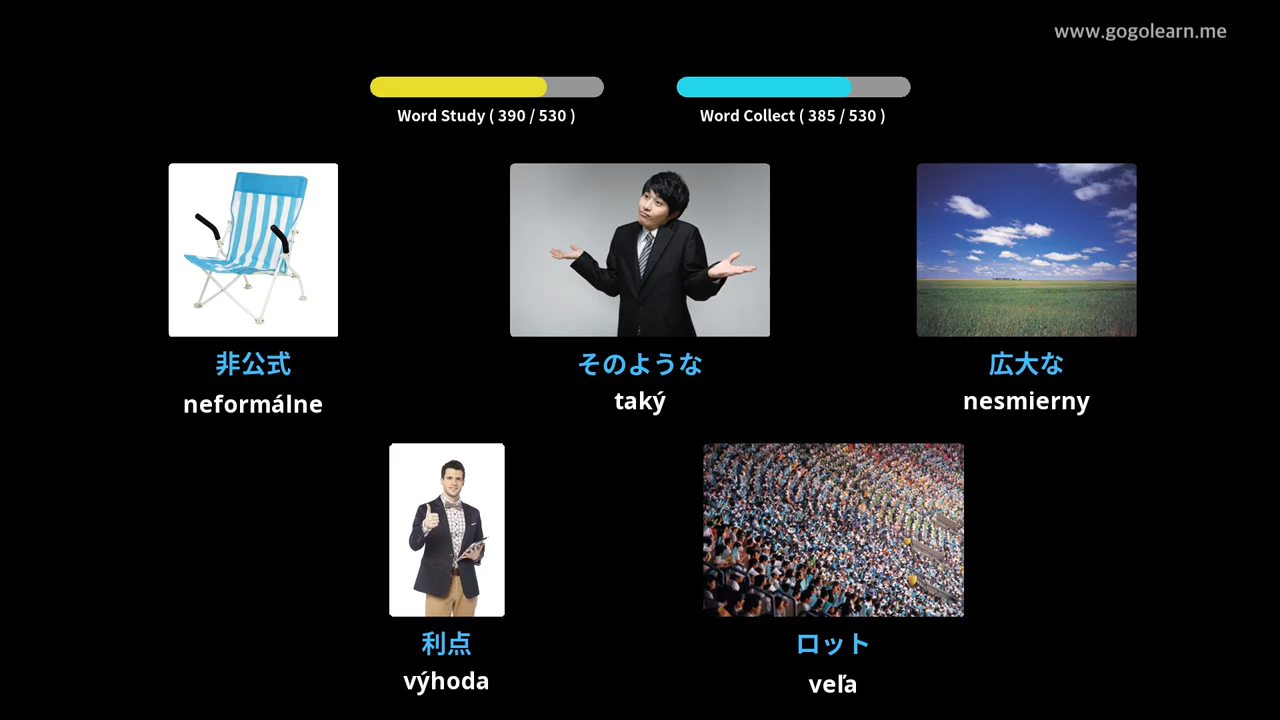 www.gogolearn.me
Word Study ( 390 / 530 )
Word Collect ( 385 / 530 )
非公式
neformálne
そのような
taký
広大な
nesmierny
利点
výhoda
ロット
veľa